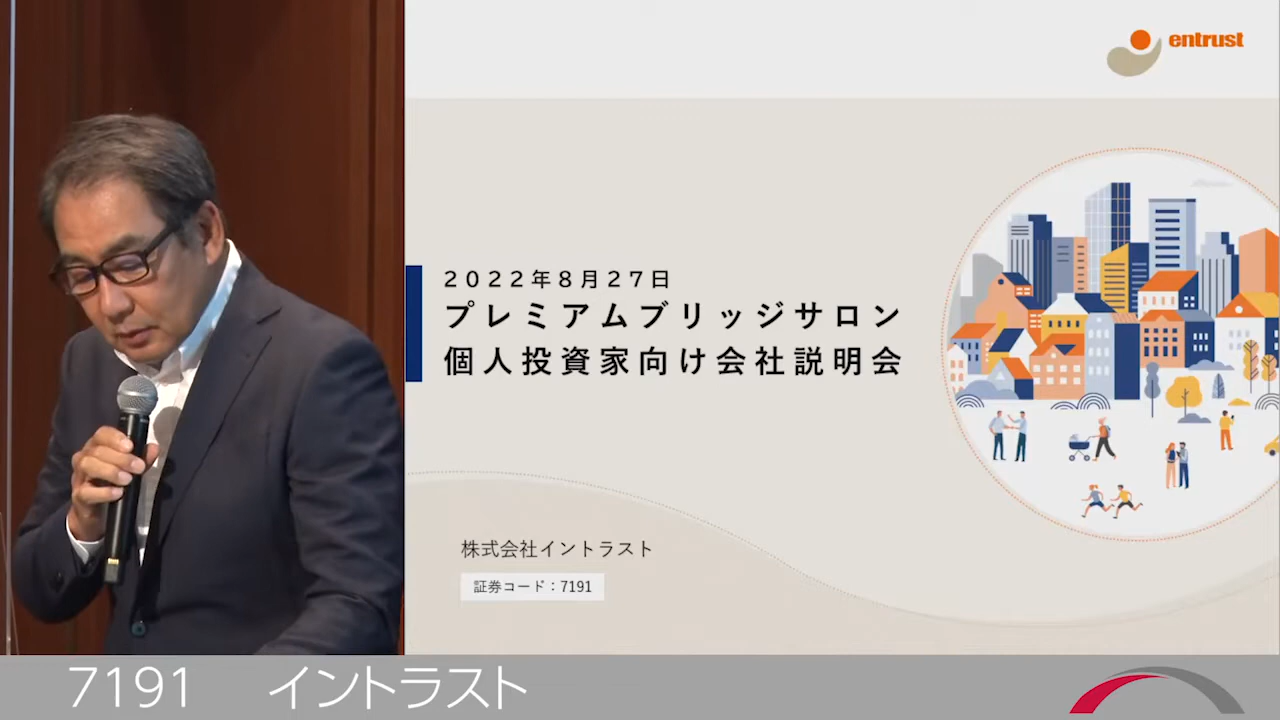 entrust
2022年8月27日
プレミアムブリッジサロン
個人投資家向け会社説明会
株式会社イントラスト
証券コード：7191
7191 イントラスト